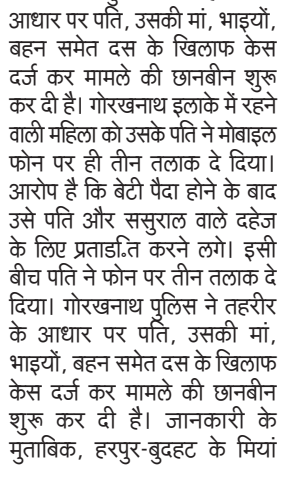 आधार पर पति, उसकी मां, भाइयों,
बहन समेत दस के खिलाफ केस
दर्ज कर मामले की छानबीन शुरू
कर दी है। गोरखनाथ इलाके में रहने
वाली महिला को उसके पति ने मोबाइल
फोन पर ही तीन तलाक दे दिया।
आरोप है कि बेटी पैदा होने के बाद
उसे पति और ससुराल वाले दहेज
के लिए प्रताडि़त करने लगे। इसी
बीच पति ने फोन पर तीन तलाक दे
दिया। गोरखनाथ पुलिस ने तहरीर
के आधार पर पति, उसकी मां,
भाइयों, बहन समेत दस के खिलाफ
केस दर्ज कर मामले की छानबीन
शुरू कर दी है। जानकारी के
मुताबिक, हरपुर-बुदहट के मियां